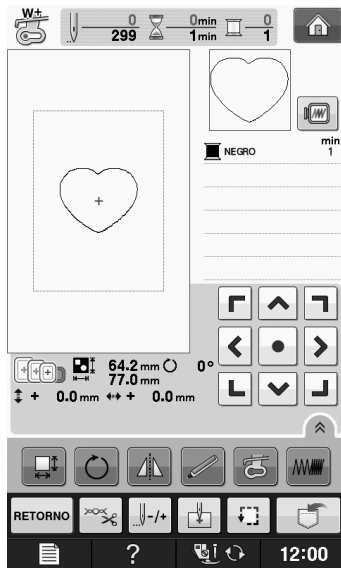 W+
0 0min 0
299 1min 1
min
NEGRO 1
64.2 mm 0°
77.0 mm
+ 0.0 mm + 0.0 mm
RETORNO -/+
? 12:00